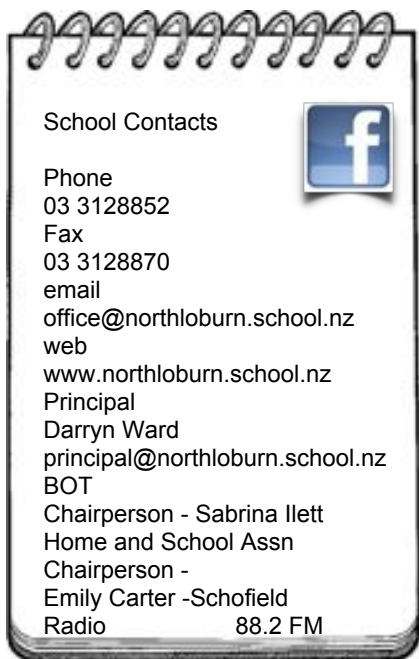 School Contacts
Phone
03 3128852
Fax
03 3128870
email
office@northloburn.school.nz
web
www.northloburn.school.nz
Principal
Darryn Ward
principal@northloburn.school.nz
BOT
Chairperson - Sabrina Ilett
Home and School Assn
Chairperson -
Emily Carter -Schofield
Radio 88.2 FM